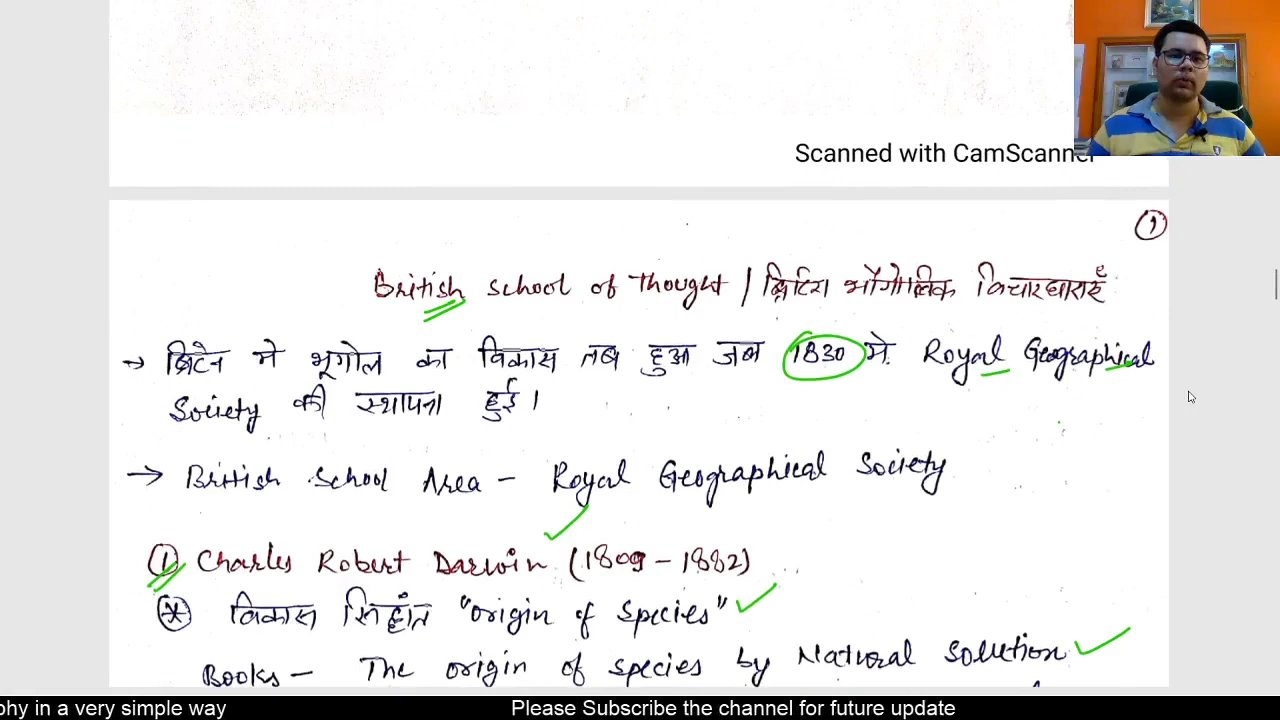 Scanned with CamScanner
1
British School of Thought / ब्रिटिश भौगोलिक विचारधाराएं
→ ब्रिटेन मे भूगोल का विकास तब हुआ जब 1830 मे Royal Geographical
Society की स्थापना हुई।
→ British School Area – Royal Geographical Society
① Charles Robert Darwin (1809 – 1882)
विकास सिद्धांत "origin of species"
Books – The origin of species by Natural Solution
phy in a very simple way Please Subscribe the channel for future update